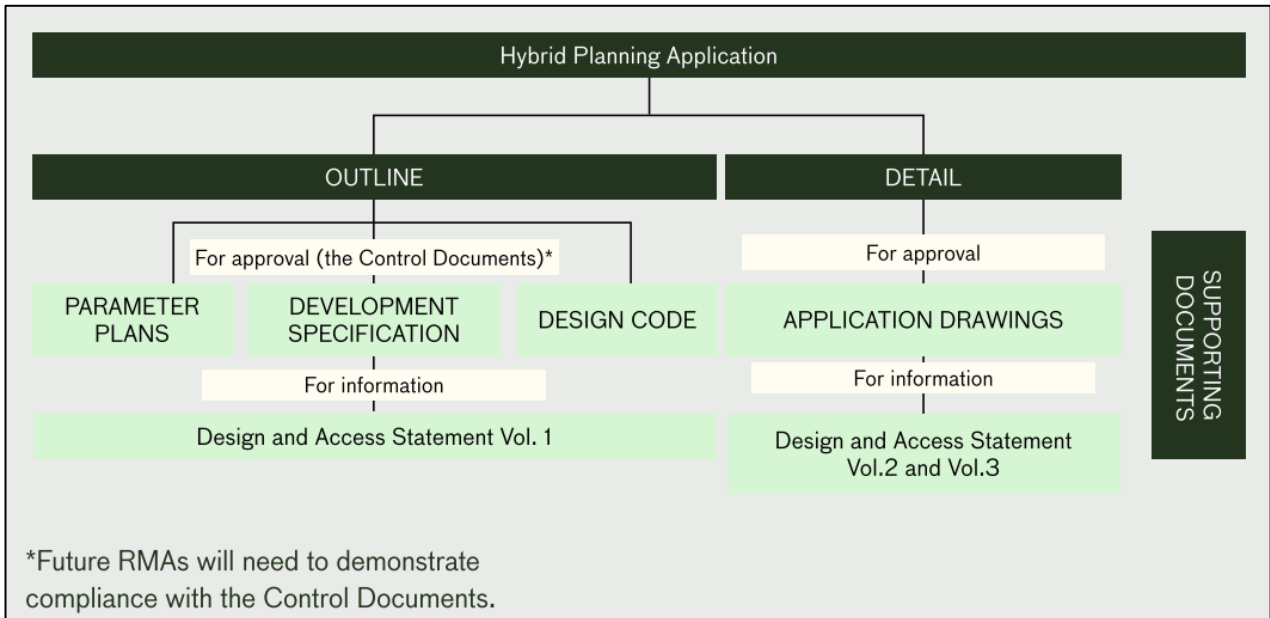 Hybrid Planning Application
OUTLINE
DETAIL
For approval (the Control Documents)*
For approval
PARAMETER
PLANS
DEVELOPMENT
SPECIFICATION
DESIGN CODE
APPLICATION DRAWINGS
SUPPORTING
DOCUMENTS
For information
For information
Design and Access Statement Vol. 1
Design and Access Statement
Vol.2 and Vol.3
*Future RMAs will need to demonstrate
compliance with the Control Documents.